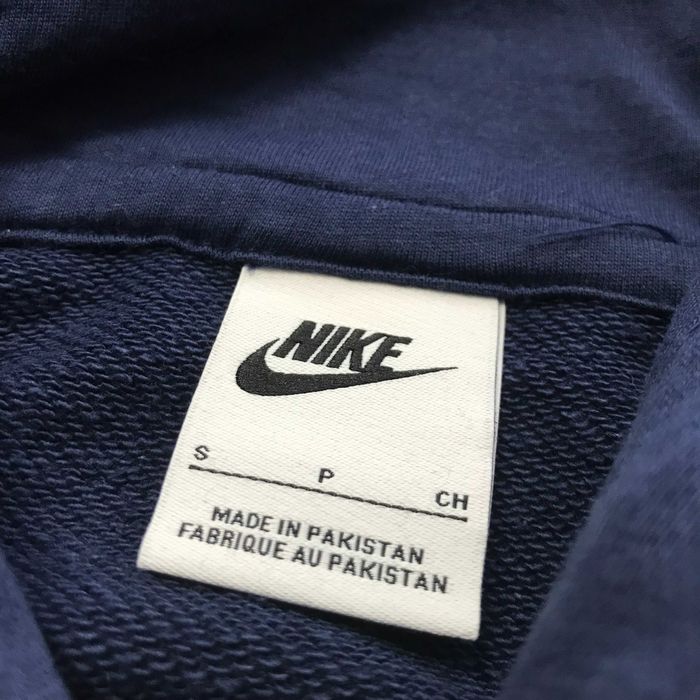 NIKE
S P CH
MADE IN PAKISTAN
FABRIQUE AU PAKISTAN